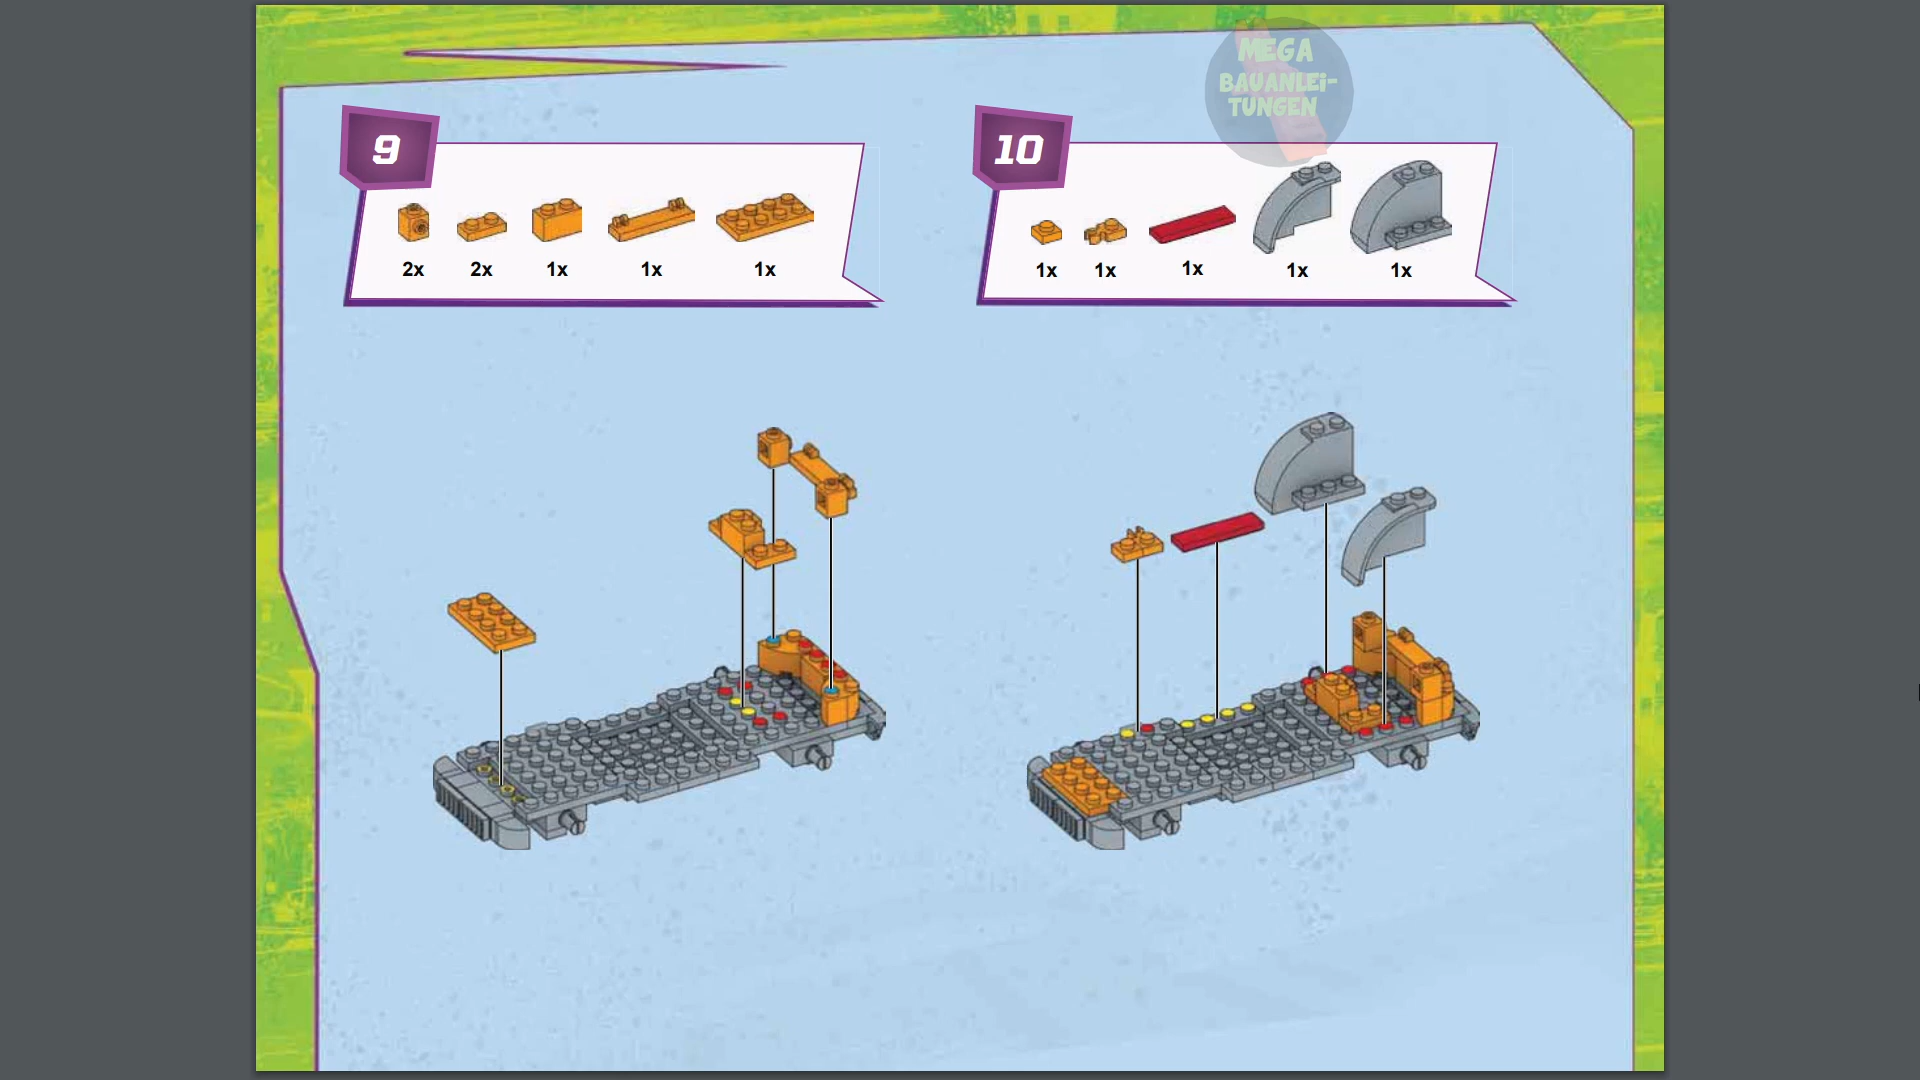 MEGA
BAUANLEi-
TUNGEN
9
2x 2x 1x 1x 1x
10
1x 1x 1x 1x 1x